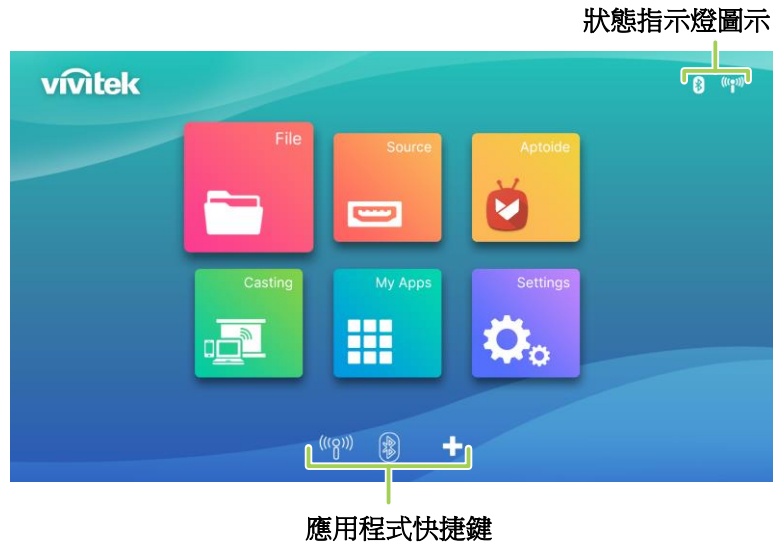 狀態指示燈圖示
vivitek
File
Source
Aptoide
Casting
My Apps
Settings
應用程式快捷鍵